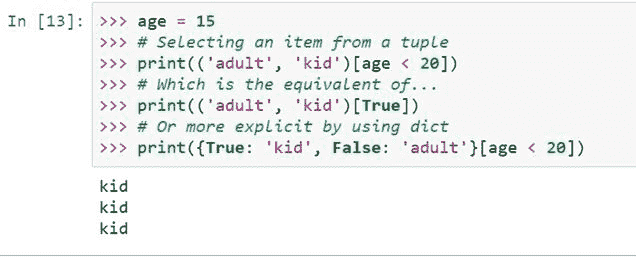 In [13]: >>> age = 15
>>> # Selecting an item from a tuple
>>> print(('adult', 'kid')[age < 20])
>>> # Which is the equivalent of...
>>> print(('adult', 'kid')[True])
>>> # Or more explicit by using dict
>>> print({True: 'kid', False: 'adult'}[age < 20])
kid
kid
kid